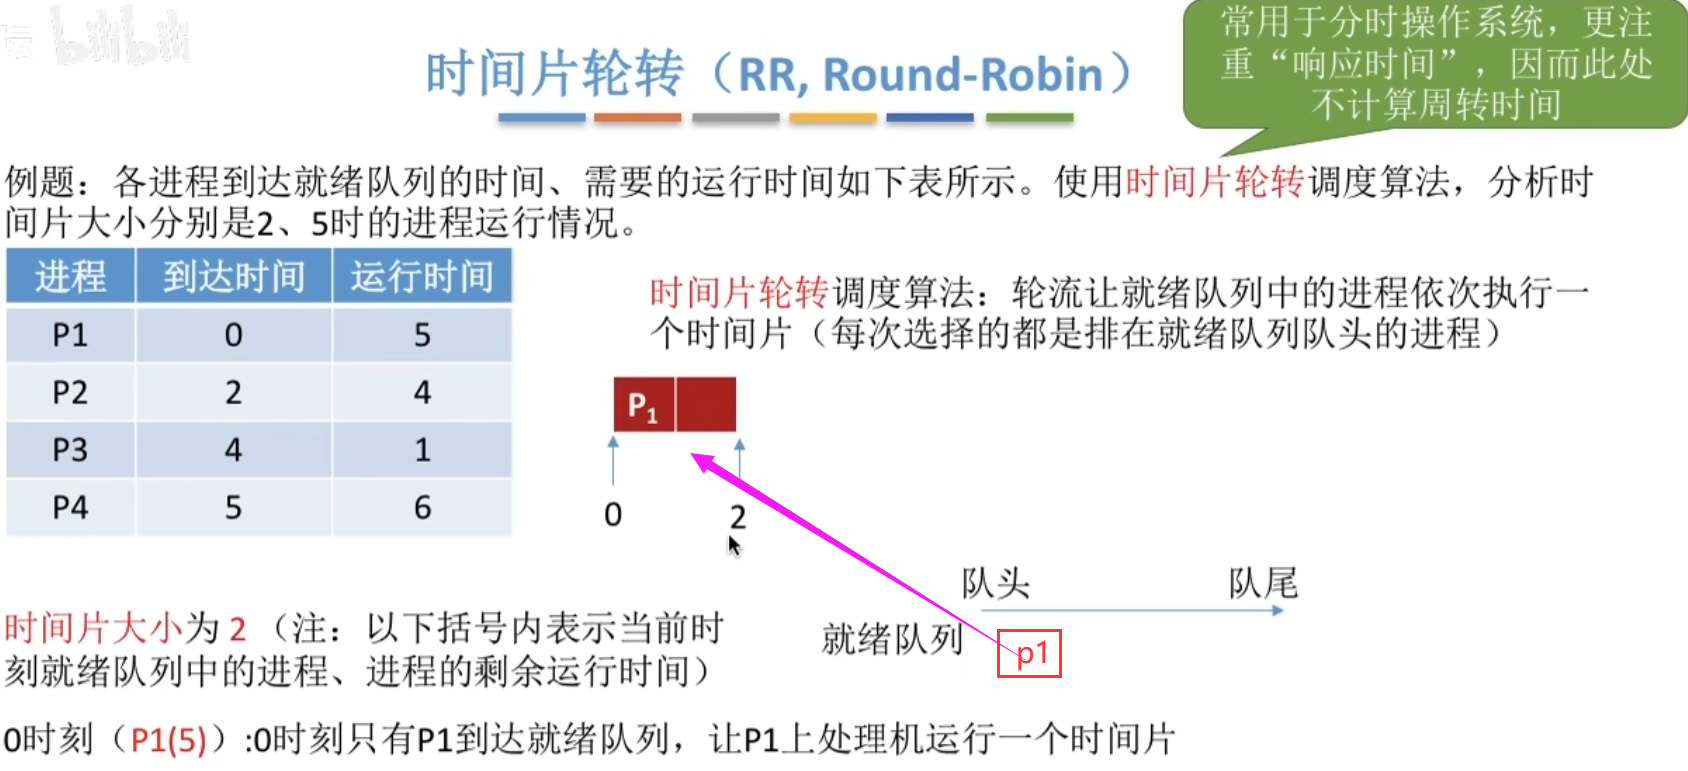 bilibili
常用于分时操作系统，更注
重“响应时间”，因而此处
不计算周转时间
时间片轮转（RR, Round-Robin）
例题：各进程到达就绪队列的时间、需要的运行时间如下表所示。使用时间片轮转调度算法，分析时
间片大小分别是2、5时的进程运行情况。
进程 到达时间 运行时间
P1 0 5
P2 2 4
P3 4 1
P4 5 6
时间片轮转调度算法：轮流让就绪队列中的进程依次执行一
个时间片（每次选择的都是排在就绪队列队头的进程）
P1
0 2
队头 队尾
就绪队列 p1
时间片大小为 2（注：以下括号内表示当前时
刻就绪队列中的进程、进程的剩余运行时间）
0时刻（P1(5)）:0时刻只有P1到达就绪队列，让P1上处理机运行一个时间片